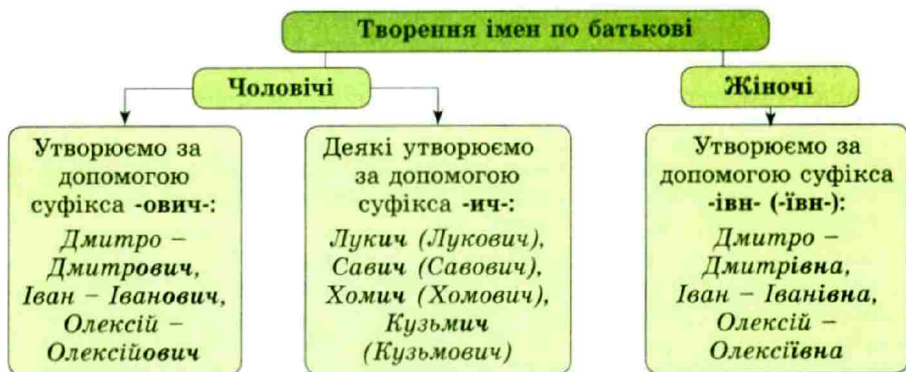 Творення імен по батькові
Чоловічі
Жіночі
Утворюємо за
допомогою
суфікса -ович-:
Дмитро –
Дмитрович,
Іван – Іванович,
Олексій –
Олексійович
Деякі утворюємо
за допомогою
суфікса -ич-:
Лукич (Лукович),
Савич (Савович),
Хомич (Хомович),
Кузьмич
(Кузьмович)
Утворюємо за
допомогою суфікса
-івн- (-ївн-):
Дмитро –
Дмитрівна,
Іван – Іванівна,
Олексій –
Олексіївна